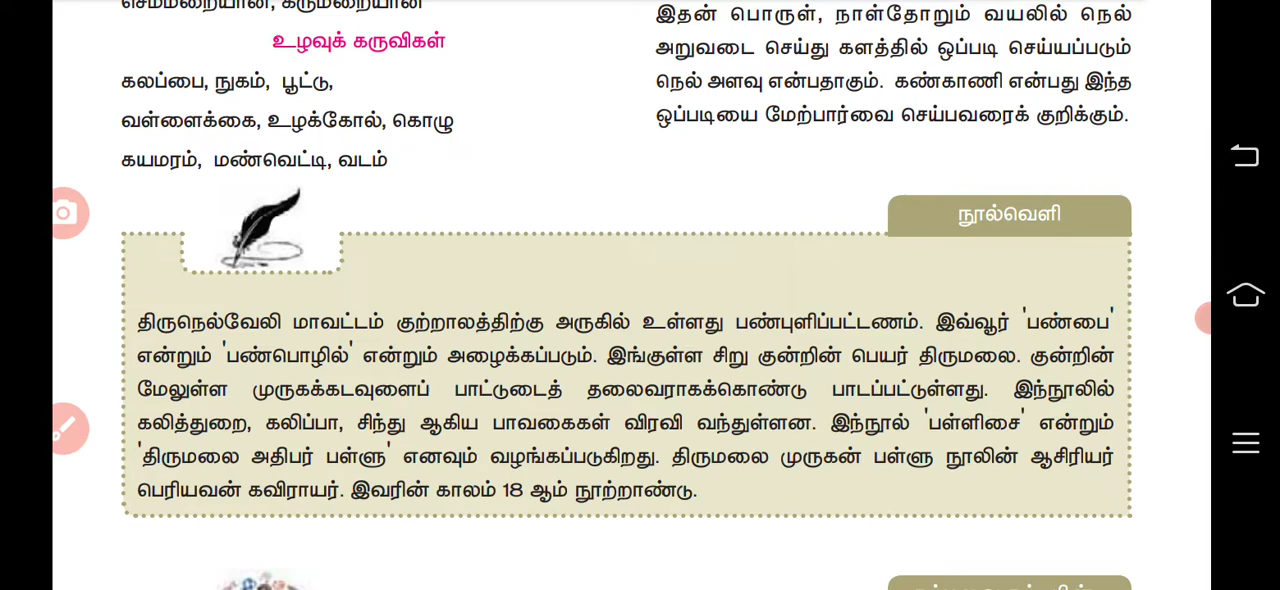 செம்மறையான், கருமறையான்
உழவுக் கருவிகள்
கலப்பை, நுகம், பூட்டு,
வள்ளைக்கை, உழக்கோல், கொழு
கயமரம், மண்வெட்டி, வடம்
இதன் பொருள், நாள்தோறும் வயலில் நெல்
அறுவடை செய்து களத்தில் ஒப்படி செய்யப்படும்
நெல் அளவு என்பதாகும். கண்காணி என்பது இந்த
ஒப்படியை மேற்பார்வை செய்பவரைக் குறிக்கும்.
நூல்வெளி
திருநெல்வேலி மாவட்டம் குற்றாலத்திற்கு அருகில் உள்ளது பண்புளிப்பட்டணம். இவ்வூர் 'பண்பை'
என்றும் 'பண்பொழில்' என்றும் அழைக்கப்படும். இங்குள்ள சிறு குன்றின் பெயர் திருமலை. குன்றின்
மேலுள்ள முருகக்கடவுளைப் பாட்டுடைத் தலைவராகக்கொண்டு பாடப்பட்டுள்ளது. இந்நூலில்
கலித்துறை, கலிப்பா, சிந்து ஆகிய பாவகைகள் விரவி வந்துள்ளன. இந்நூல் 'பள்ளிசை' என்றும்
'திருமலை அதிபர் பள்ளு' எனவும் வழங்கப்படுகிறது. திருமலை முருகன் பள்ளு நூலின் ஆசிரியர்
பெரியவன் கவிராயர். இவரின் காலம் 18 ஆம் நூற்றாண்டு.